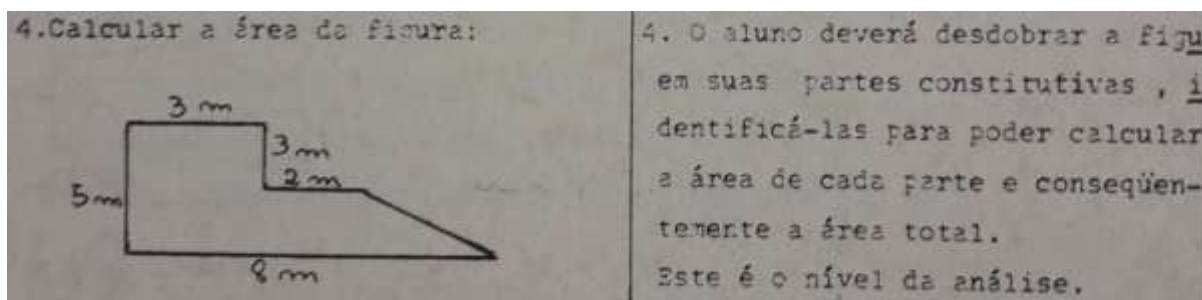 4.Calcular a área da figura:
3 m
3 m
2 m
5 m
8 m
4. O aluno deverá desdobrar a figu
em suas partes constitutivas , i
dentificá-las para poder calcular
a área de cada parte e conseqüen-
temente a área total.
Este é o nível da análise.